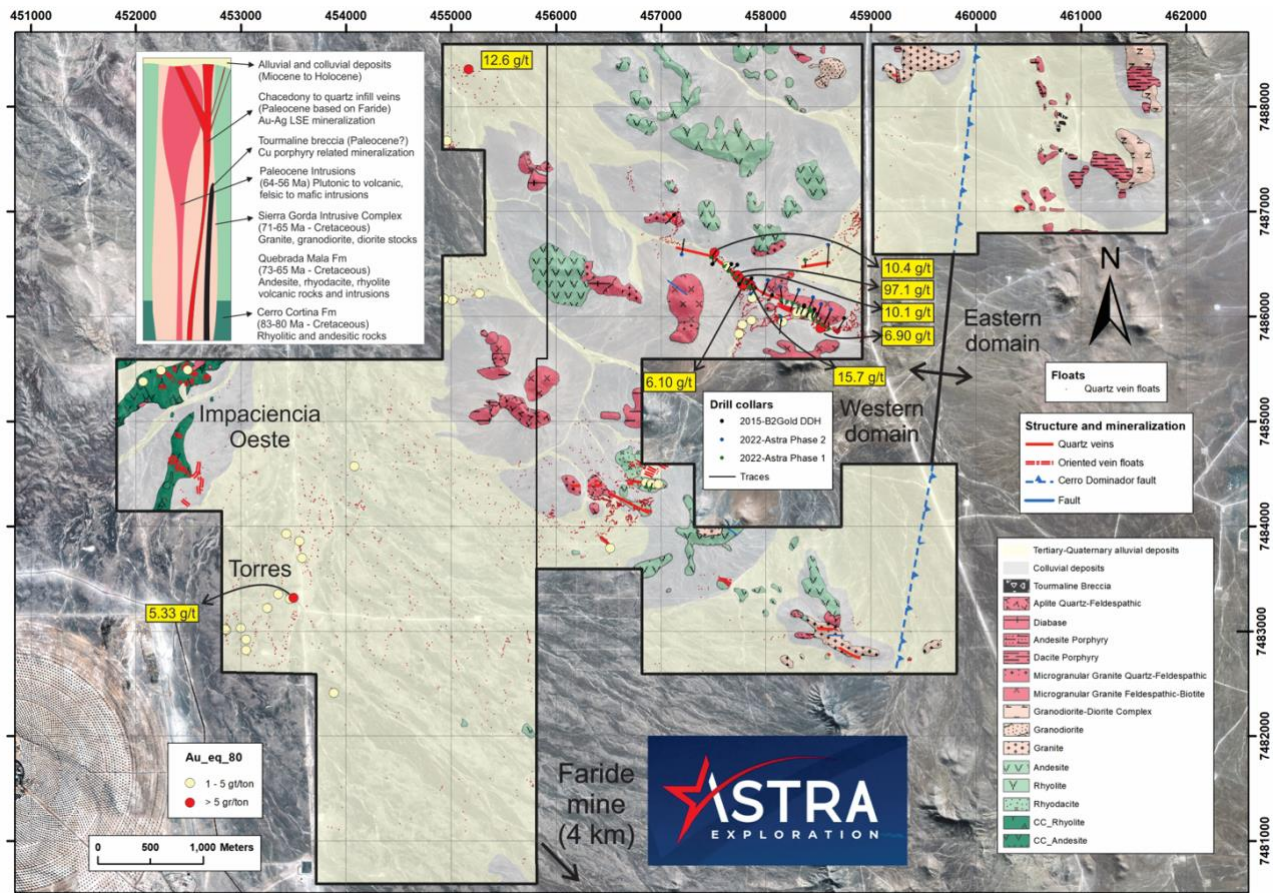 451000
452000
453000
454000
455000
456000
457000
458000
459000
460000
461000
462000
7488000
7487000
7486000
7485000
7484000
7483000
7482000
7481000
Alluvial and colluvial deposits
(Miocene to Holocene)
Chacedony to quartz infill veins
(Paleocene based on Faride)
Au-Ag LSE mineralization
Tourmaline breccia (Paleocene?)
Cu porphyry related mineralization
Paleocene Intrusions
(64-56 Ma) Plutonic to volcanic,
felsic to mafic intrusions
Sierra Gorda Intrusive Complex
(71-65 Ma - Cretaceous)
Granite, granodiorite, diorite stocks
Quebrada Mala Fm
(73-65 Ma - Cretaceous)
Andesite, rhyodacite, rhyolite
volcanic rocks and intrusions
Cerro Cortina Fm
(83-80 Ma - Cretaceous)
Rhyolitic and andesitic rocks
12.6 g/t
10.4 g/t
97.1 g/t
10.1 g/t
6.90 g/t
6.10 g/t
15.7 g/t
N
Eastern
domain
Western
domain
Impaciencia
Oeste
Torres
5.33 g/t
Drill collars
2015-B2Gold DDH
2022-Astra Phase 2
2022-Astra Phase 1
Traces
Floats
Quartz vein floats
Structure and mineralization
Quartz veins
Oriented vein floats
Cerro Dominador fault
Fault
Tertiary-Quaternary alluvial deposits
Colluvial deposits
Tourmaline Breccia
Aplite Quartz-Feldespathic
Diabase
Andesite Porphyry
Dacite Porphyry
Microgranular Granite Quartz-Feldespathic
Microgranular Granite Feldespathic-Biotite
Granodiorite-Diorite Complex
Granodiorite
Granite
Andesite
Rhyolite
Rhyodacite
CC_Rhyolite
CC_Andesite
Au_eq_80
1 - 5 gt/ton
> 5 gr/ton
0 500 1,000 Meters
Faride
mine
(4 km)
ASTRA
EXPLORATION